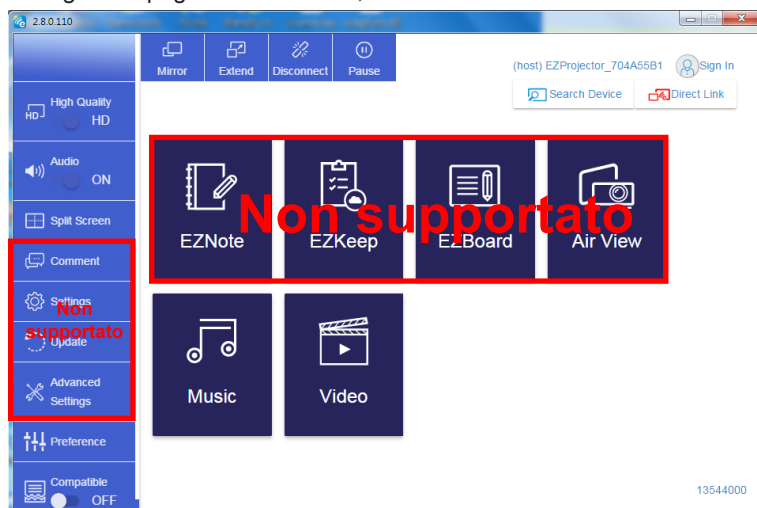 2.8.0.110
Mirror
Extend
Disconnect
Pause
(host) EZProjector_704A55B1
Sign In
Search Device
Direct Link
HD
High Quality
HD
Audio
ON
Split Screen
Comment
Settings
Update
Advanced
Settings
Non
supportato
Preference
Compatible
OFF
EZNote
EZKeep
EZBoard
Air View
Non supportato
Music
Video
13544000